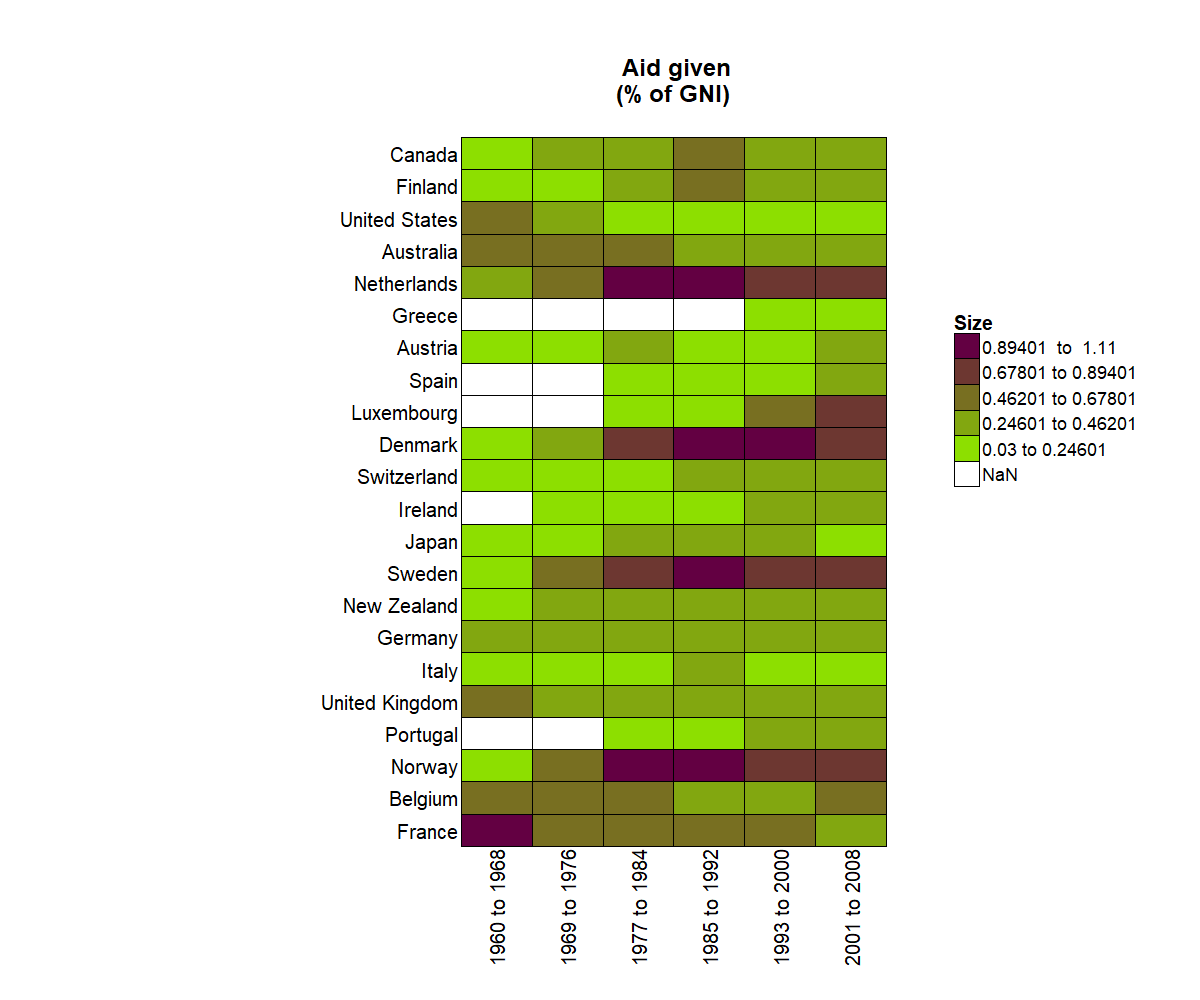 Aid given
(% of GNI)
Canada
Finland
United States
Australia
Netherlands
Greece
Austria
Spain
Luxembourg
Denmark
Switzerland
Ireland
Japan
Sweden
New Zealand
Germany
Italy
United Kingdom
Portugal
Norway
Belgium
France
1960 to 1968
1969 to 1976
1977 to 1984
1985 to 1992
1993 to 2000
2001 to 2008
Size
0.89401  to  1.11
0.67801 to 0.89401
0.46201 to 0.67801
0.24601 to 0.46201
0.03 to 0.24601
NaN